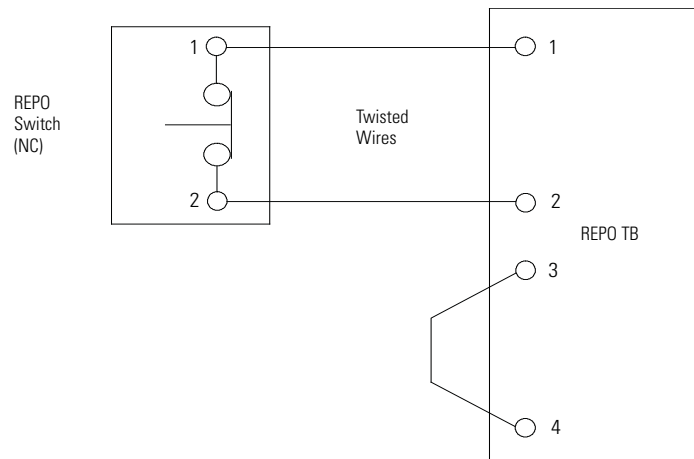 1
1
REPO
Switch
(NC)
Twisted
Wires
2
2
REPO TB
3
4